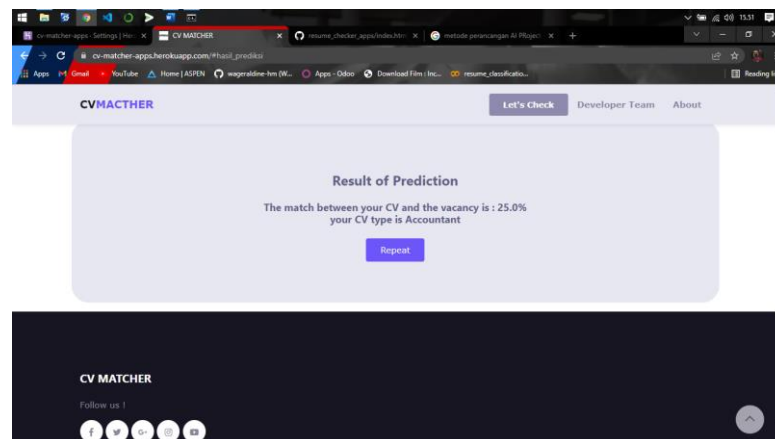 15.51
cv-matcher-apps · Settings | Her
CV MATCHER
resume_checker_apps/index.htm
metode perancangan AI PRoject
cv-matcher-apps.herokuapp.com/#hasil_prediksi
Apps
Gmail
YouTube
Home | ASPEN
wageraldine-hm (W...
Apps - Odoo
Download Film : Inc...
resume_classificatio...
Reading li
CVMACTHER
Let's Check
Developer Team
About
Result of Prediction
The match between your CV and the vacancy is : 25.0%
your CV type is Accountant
Repeat
CV MATCHER
Follow us !